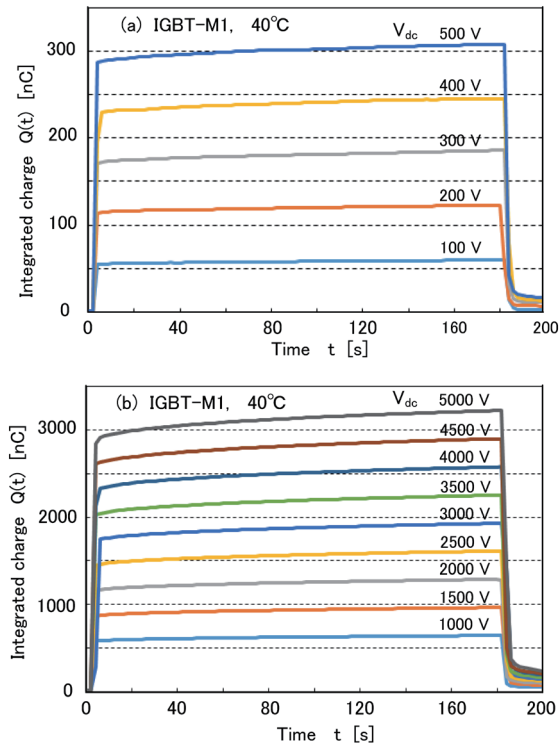 (a) IGBT-M1, 40℃
V_dc 500 V
400 V
300 V
200 V
100 V
300
200
100
0
Integrated charge Q(t) [nC]
0 40 80 120 160 200
Time t [s]
(b) IGBT-M1, 40℃
V_dc 5000 V
4500 V
4000 V
3500 V
3000 V
2500 V
2000 V
1500 V
1000 V
3000
2000
1000
0
Integrated charge Q(t) [nC]
0 40 80 120 160 200
Time t [s]